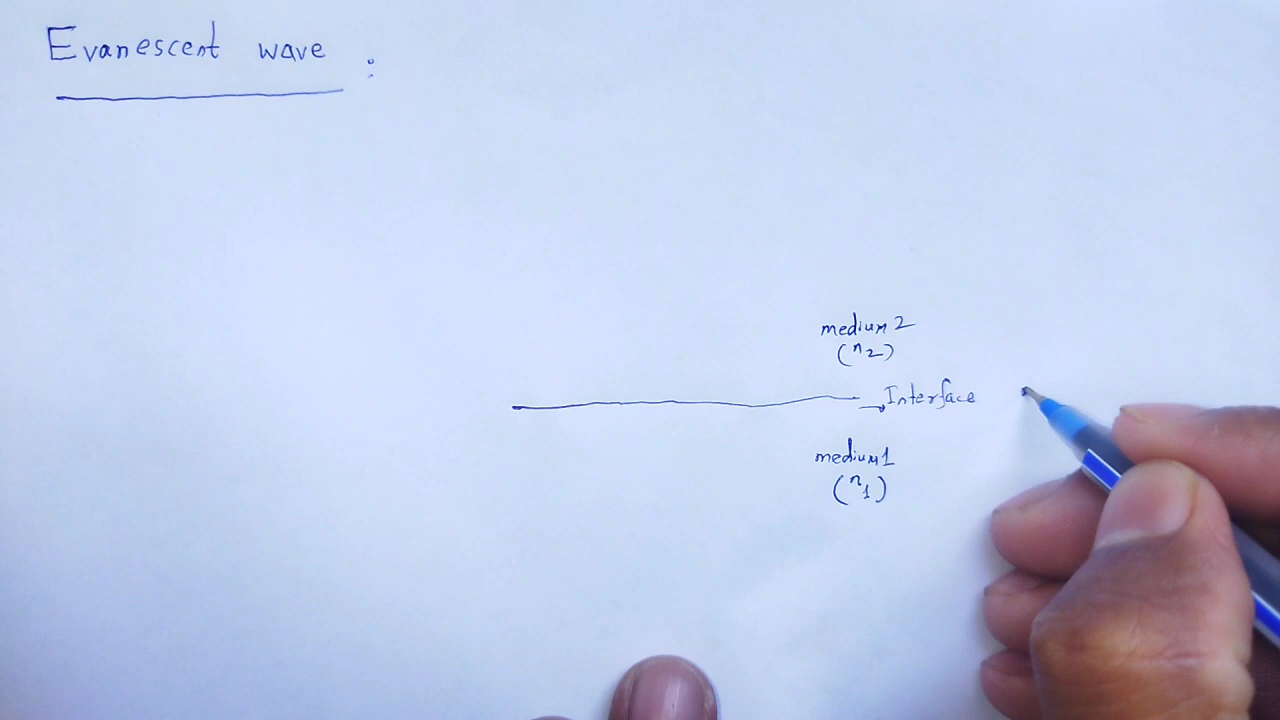 Evanescent wave :
medium 2
(n2)
→ Interface
medium 1
(n1)